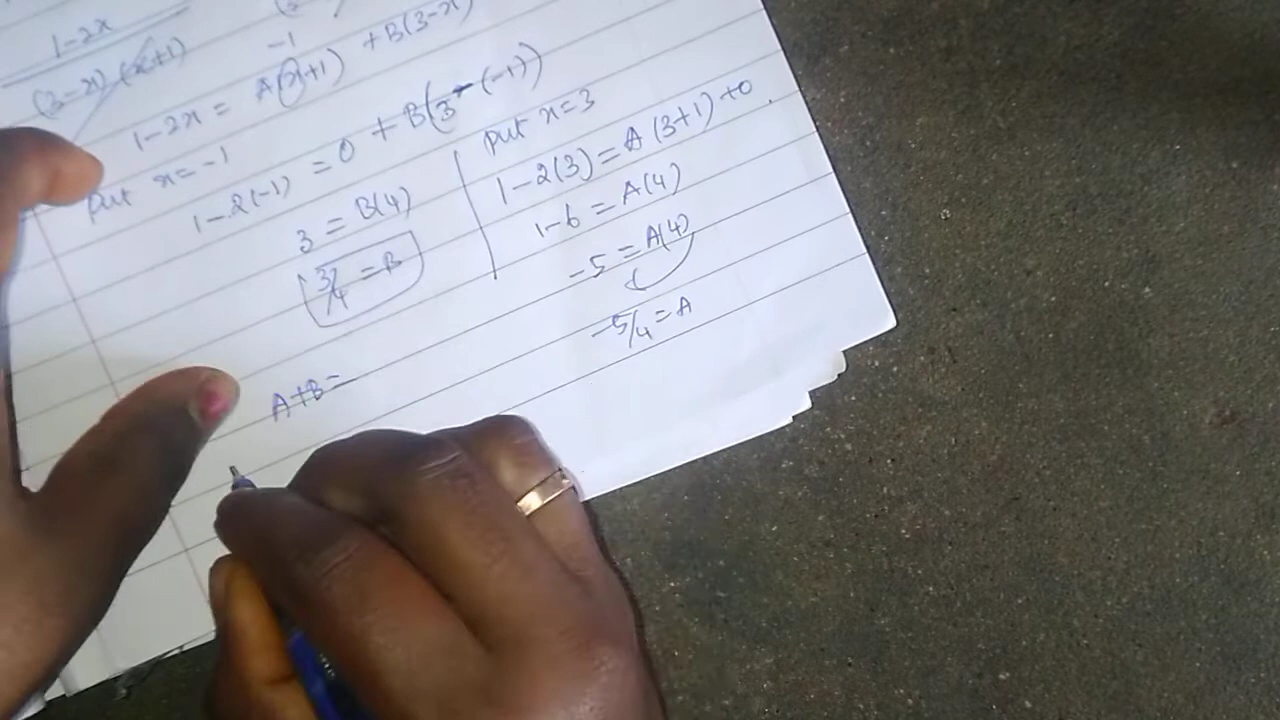 1-2x
(3-x) (x+1)
-1
1-2x = A(x+1) + B(3-x)
put x=-1
1-2(-1) = 0 + B(3-(-1))
3 = B(4)
3/4 = B
put x=3
1-2(3) = A(3+1)+0
1-6 = A(4)
-5 = A(4)
-5/4 = A
A+B=